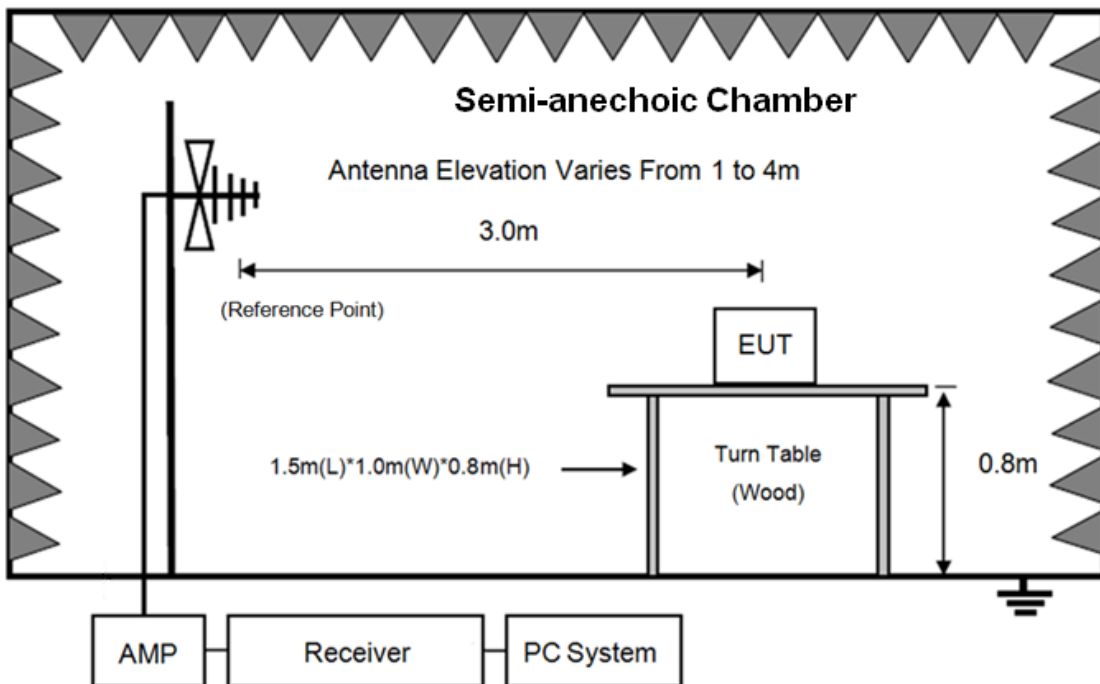 Semi-anechoic Chamber
Antenna Elevation Varies From 1 to 4m
3.0m
(Reference Point)
EUT
1.5m(L)*1.0m(W)*0.8m(H)
Turn Table
(Wood)
0.8m
AMP
Receiver
PC System